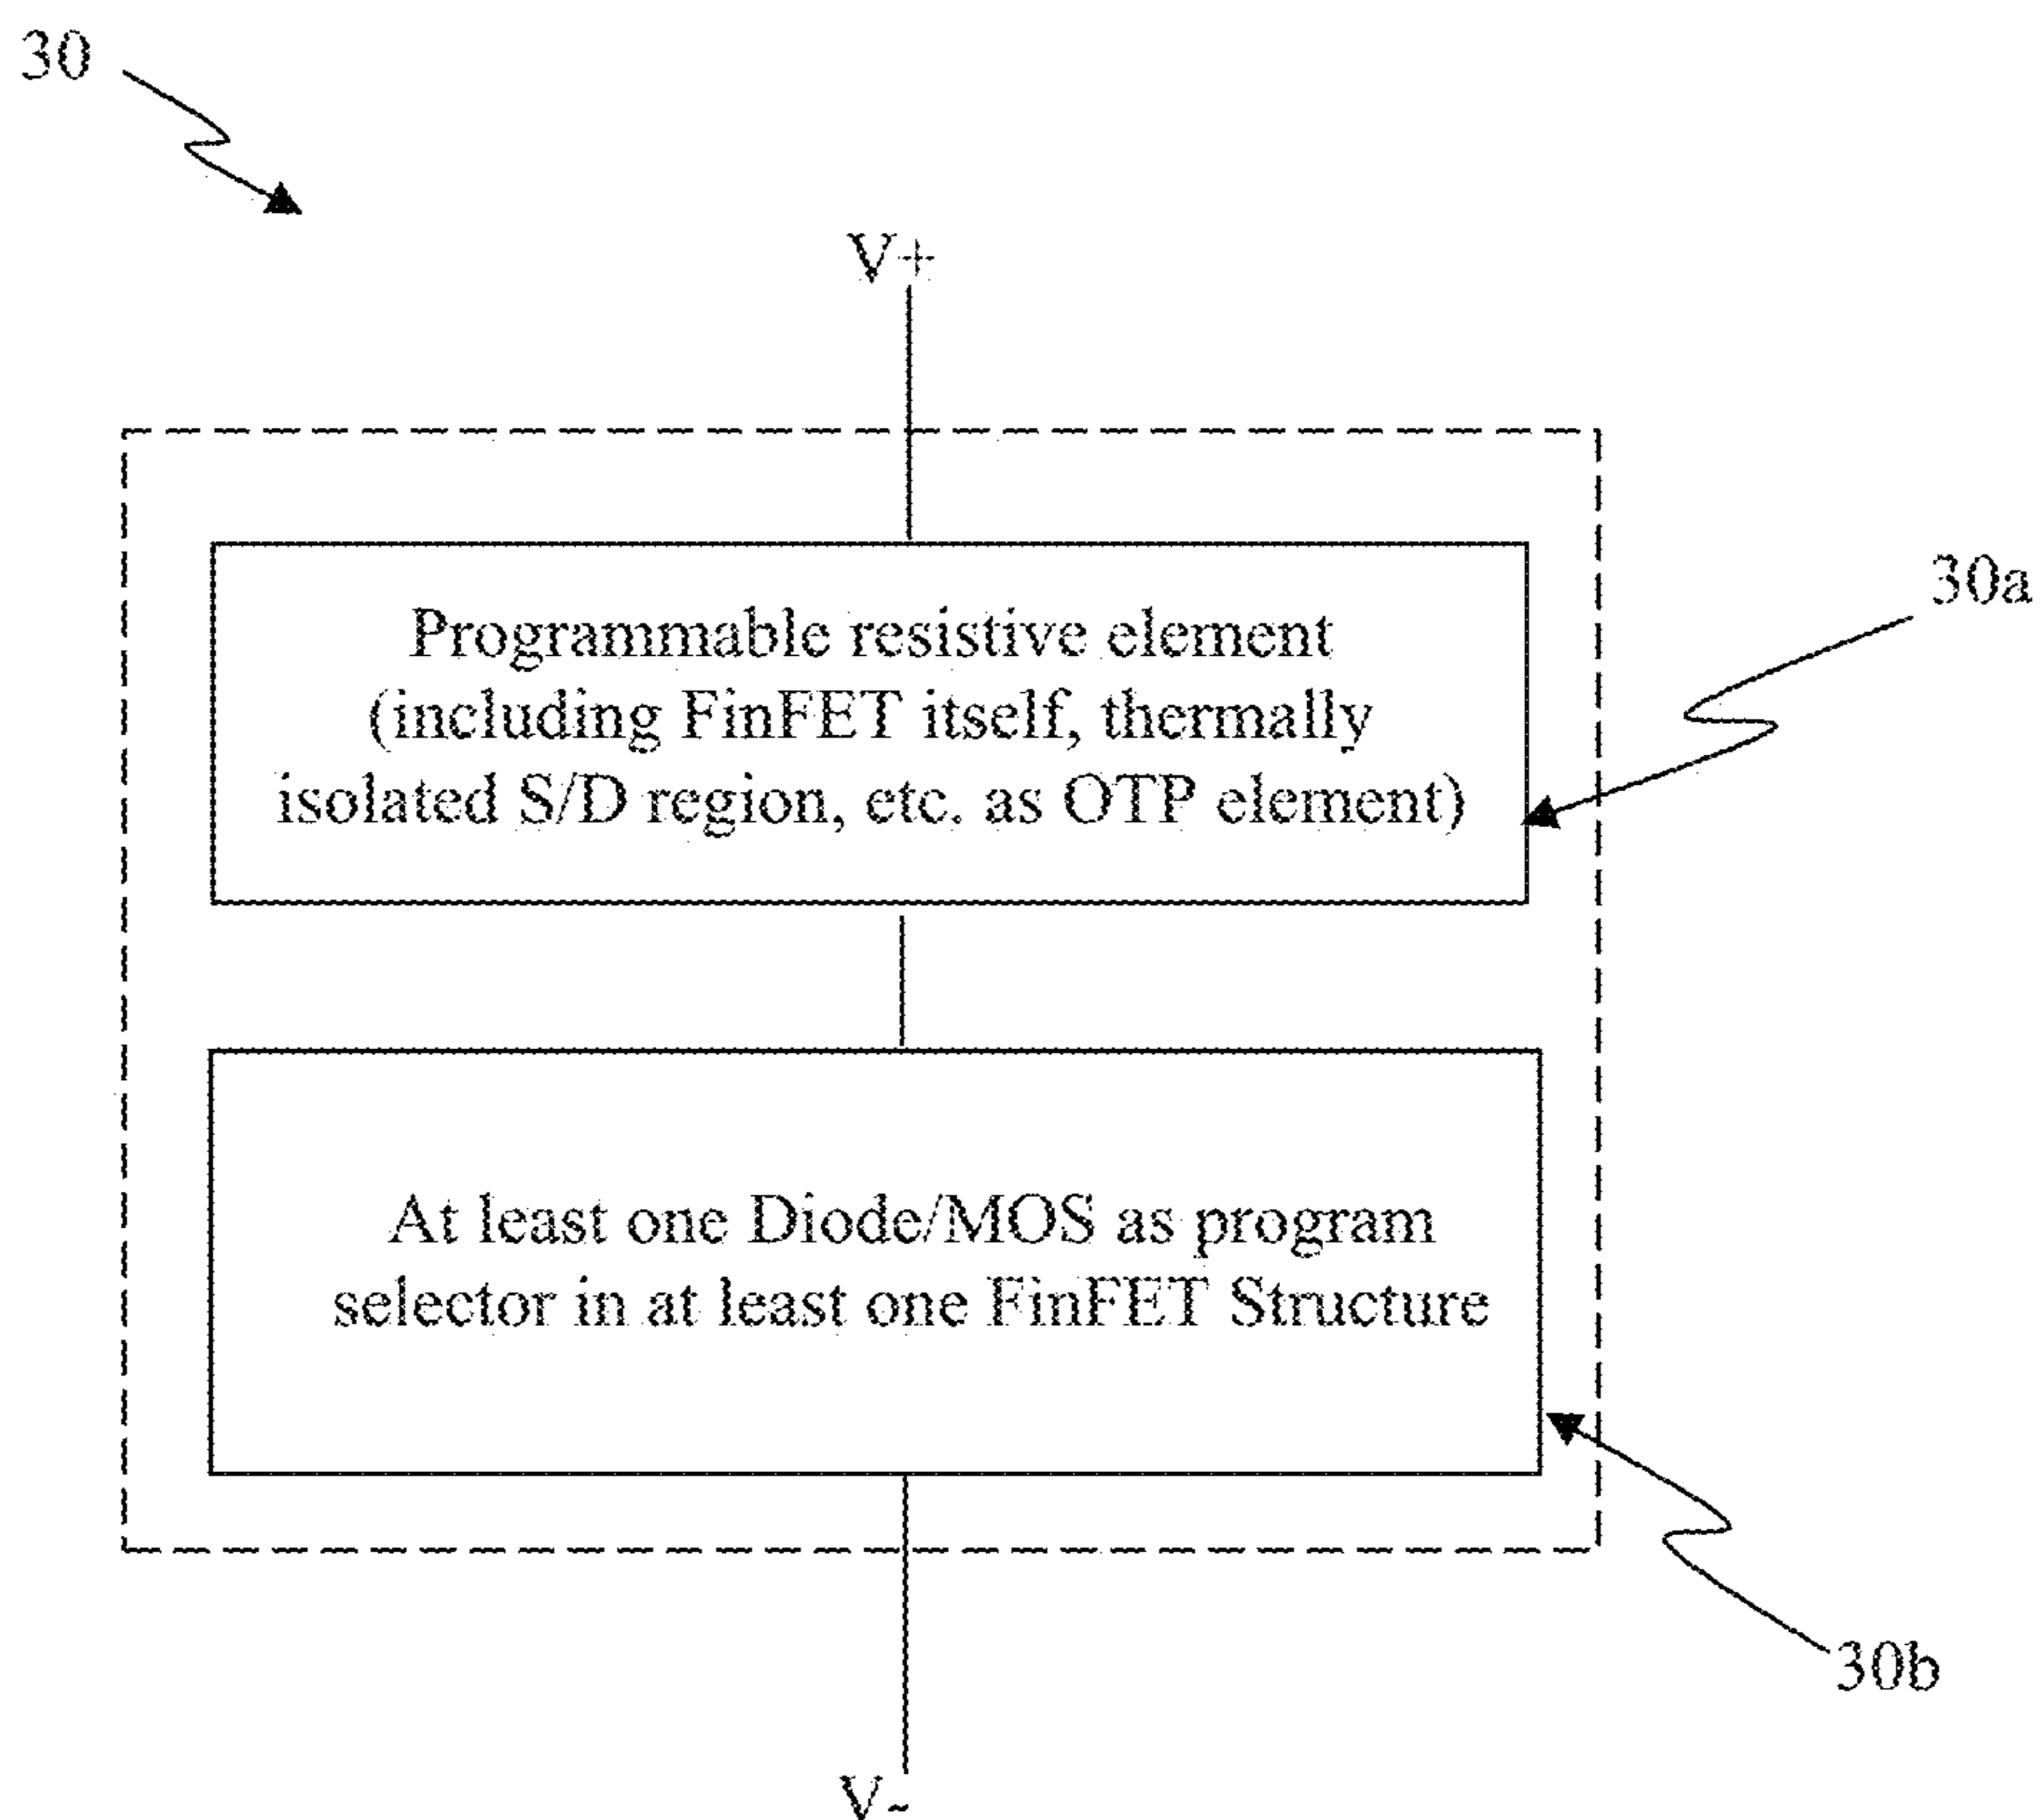 30
V+
30a
Programmable resistive element
(including FinFET itself, thermally
isolated S/D region, etc. as OTP element)
At least one Diode/MOS as program
selector in at least one FinFET Structure
30b
V-